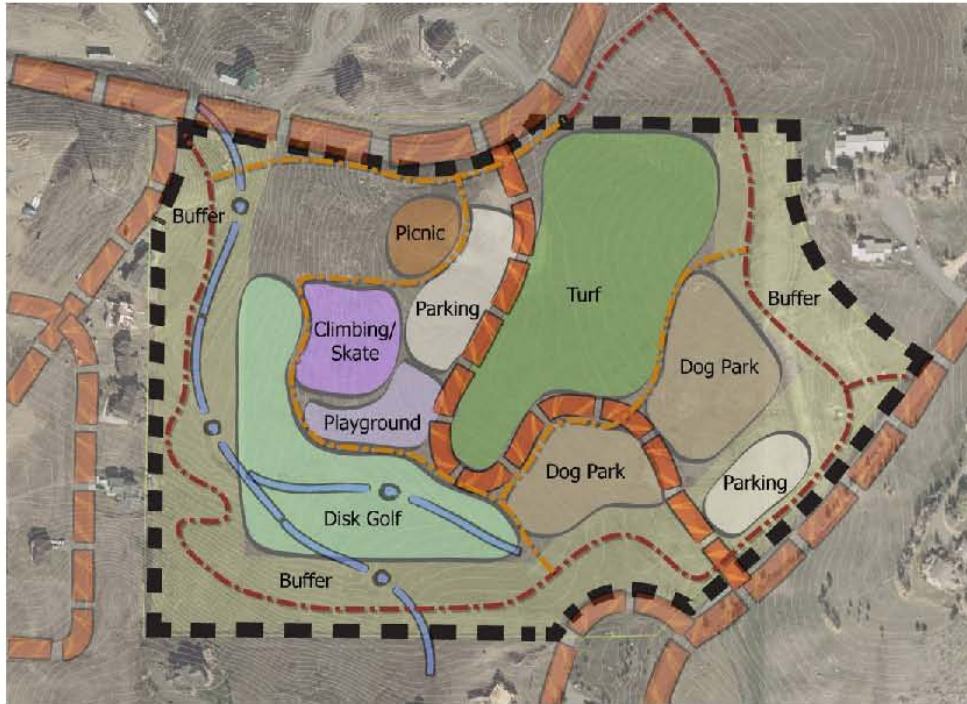 Buffer
Picnic
Turf
Buffer
Parking
Climbing/
Skate
Dog Park
Playground
Dog Park
Parking
Disk Golf
Buffer